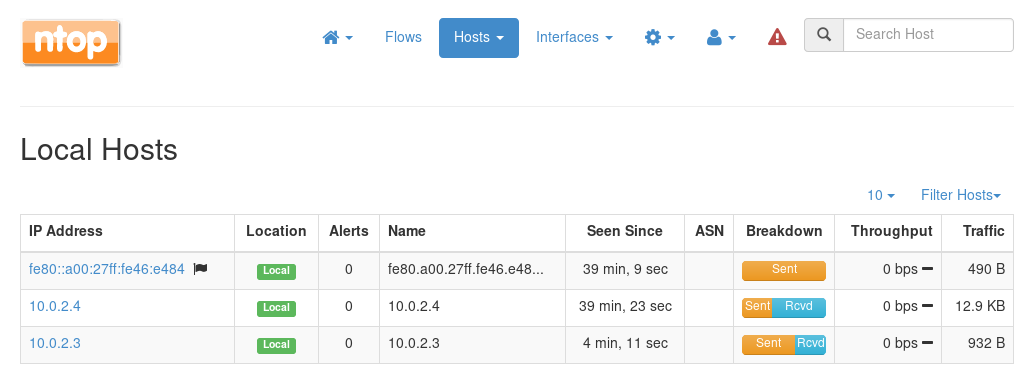 ntop Flows Hosts Interfaces Search Host
Local Hosts
10 Filter Hosts
IP Address Location Alerts Name Seen Since ASN Breakdown Throughput Traffic
fe80::a00:27ff:fe46:e484 Local 0 fe80.a00.27ff.fe46.e48... 39 min, 9 sec Sent 0 bps 490 B
10.0.2.4 Local 0 10.0.2.4 39 min, 23 sec Sent Rcvd 0 bps 12.9 KB
10.0.2.3 Local 0 10.0.2.3 4 min, 11 sec Sent Rcvd 0 bps 932 B